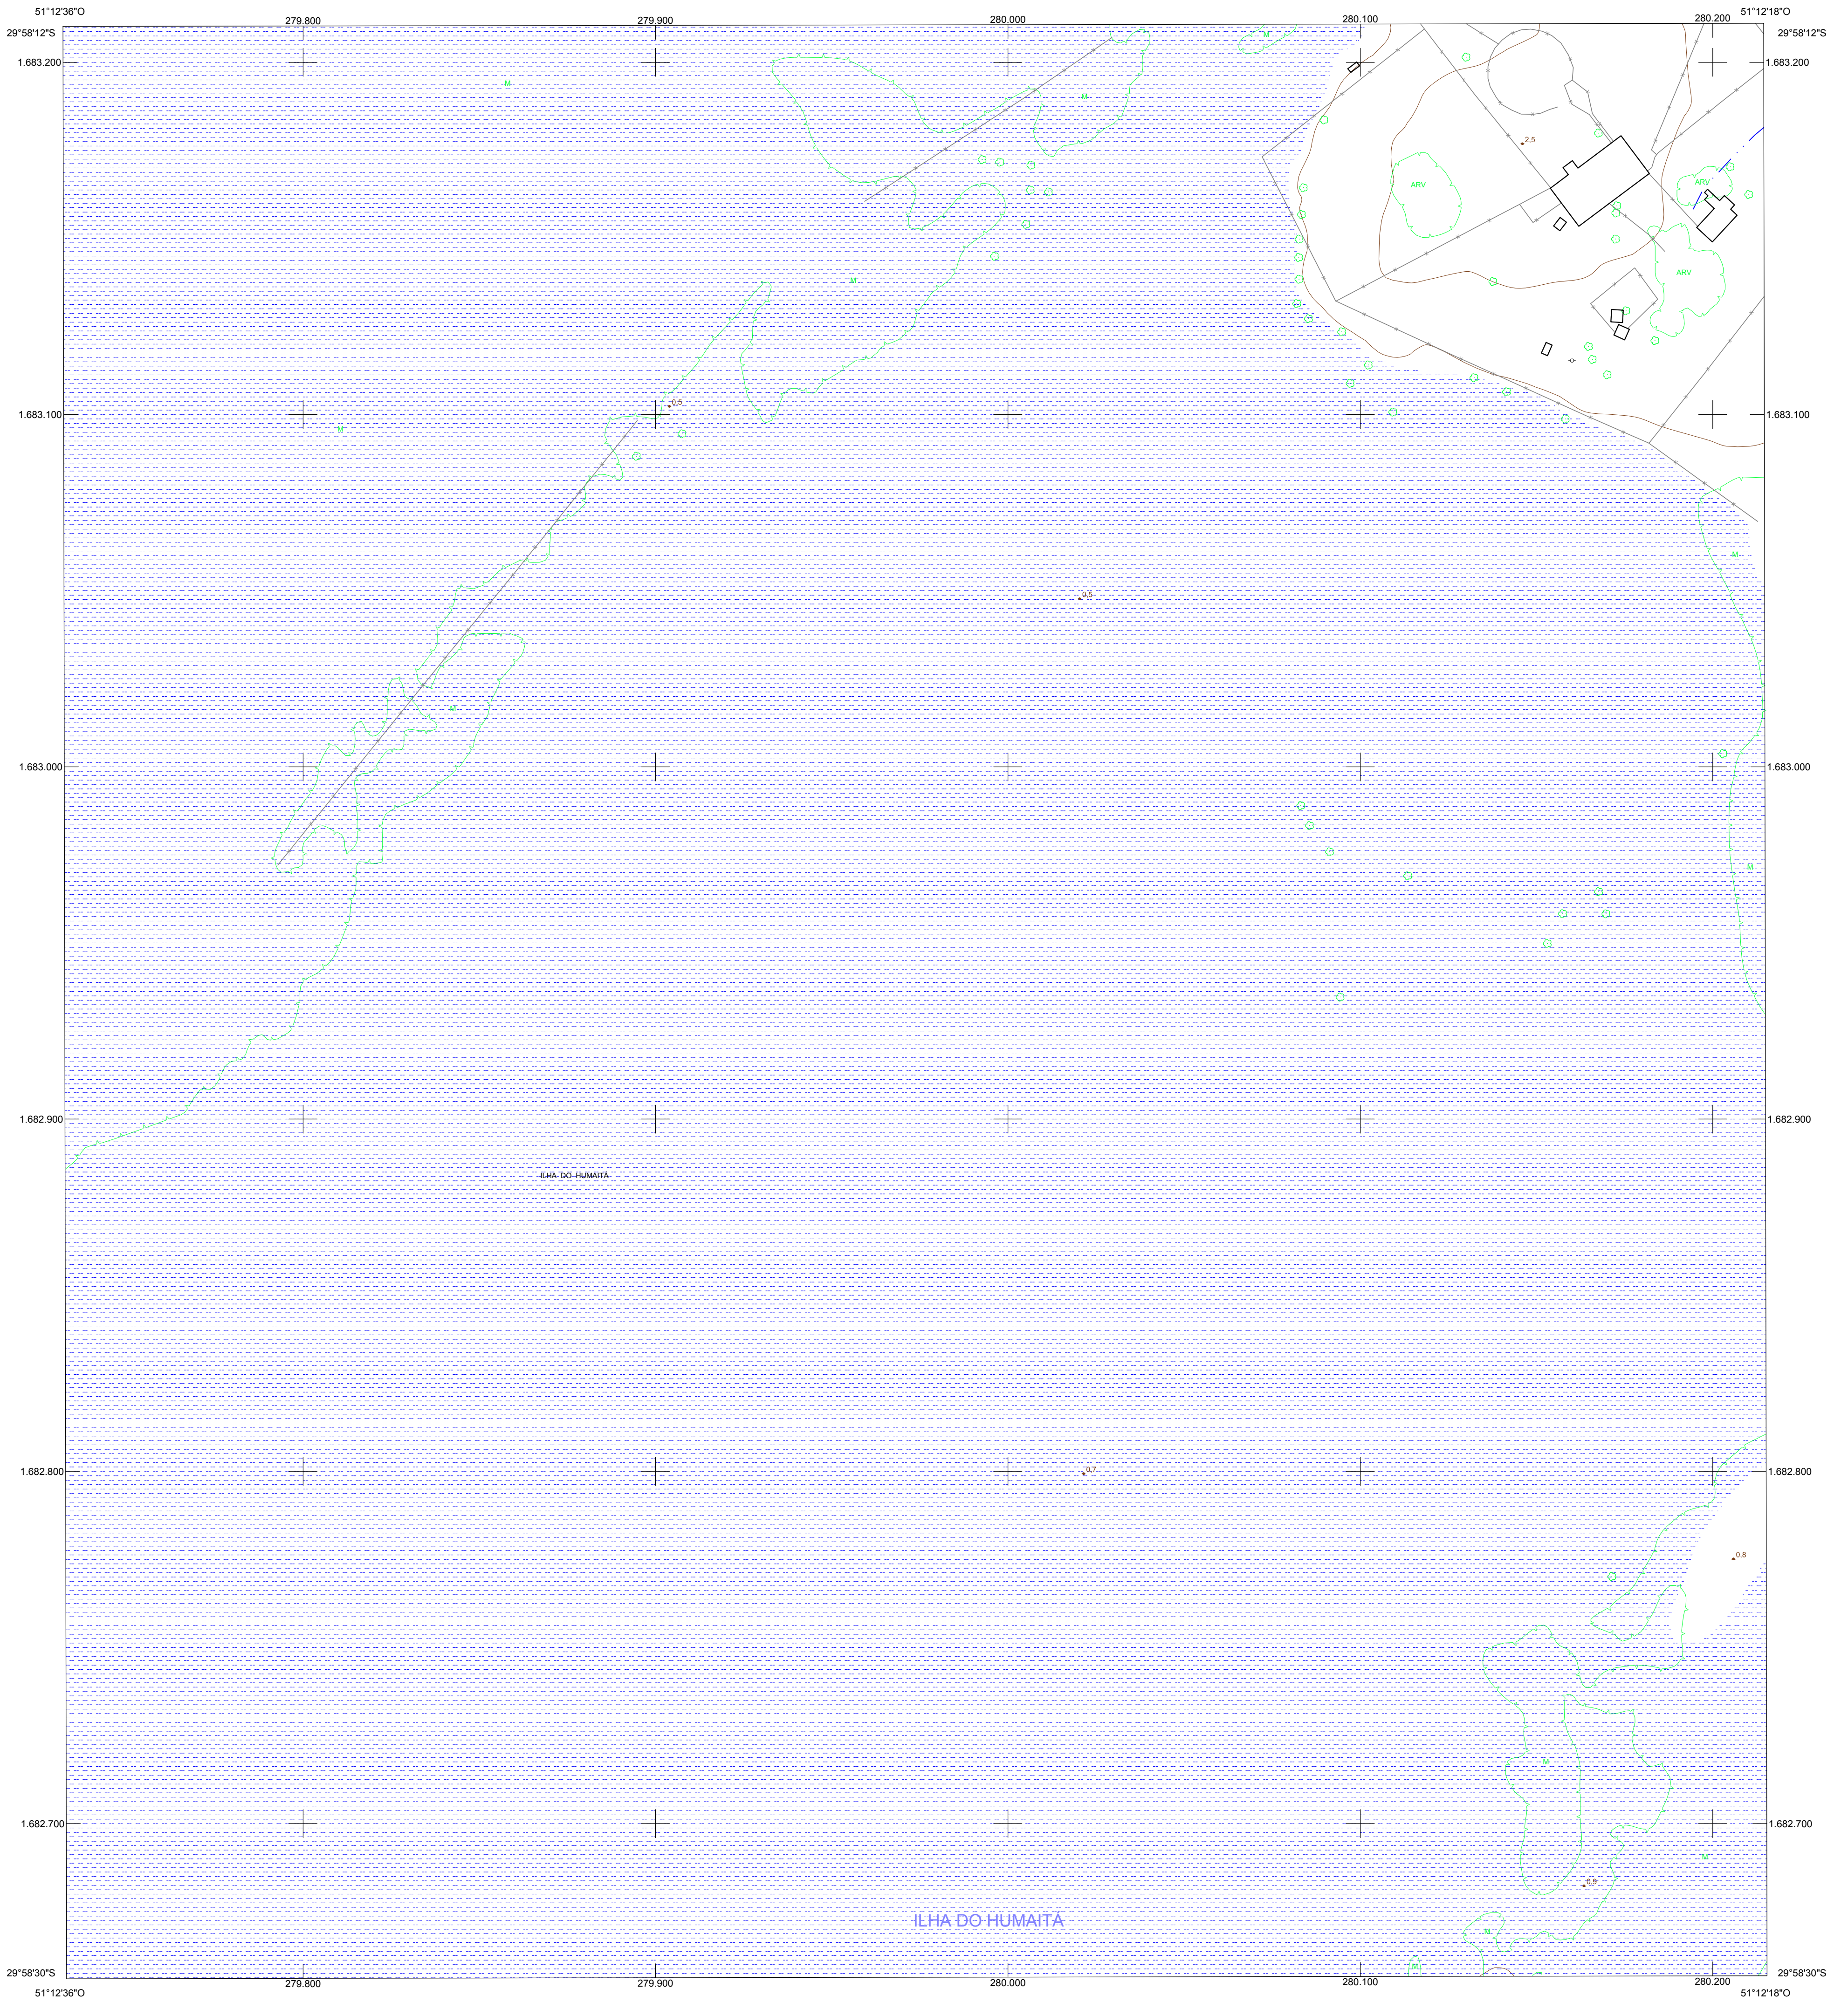 51°12'36"O 279.800 279.900 280.000 280.100 280.200 51°12'18"O
29°58'12"S 29°58'12"S
M
1.683.200 1.683.200
M
M
2,5
ARV ARV
ARV
M
0,5
1.683.100 1.683.100
M
M
0,5
M
1.683.000 1.683.000
M
1.682.900 1.682.900
ILHA DO HUMAITÁ
1.682.800 0,7 1.682.800
0,8
M
1.682.700 1.682.700
M
0,9
ILHA DO HUMAITÁ
M
M
29°58'30"S 29°58'30"S
279.800 279.900 280.000 280.100 280.200
51°12'36"O 51°12'18"O